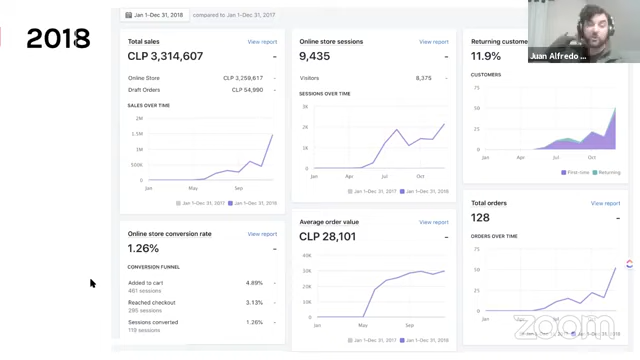 2018
Jan 1–Dec 31, 2018 compared to Jan 1–Dec 31, 2017
Juan Alfredo ...
Total sales View report
CLP 3,314,607 -
Online Store CLP 3,259,617 -
Draft Orders CLP 54,990 -
SALES OVER TIME
2M
1.5M
1M
500K
0
Jan May Sep
Jan 1–Dec 31, 2017 Jan 1–Dec 31, 2018
Online store sessions View report
9,435 -
Visitors 8,375 -
SESSIONS OVER TIME
3K
2K
1K
0
Jan Apr Jul Oct
Jan 1–Dec 31, 2017 Jan 1–Dec 31, 2018
Returning custome
11.9% -
CUSTOMERS
75
50
25
0
Jan Apr Jul Oct
First-time Returning
Online store conversion rate View report
1.26% -
CONVERSION FUNNEL
Added to cart 4.89% -
461 sessions
Reached checkout 3.13% -
295 sessions
Sessions converted 1.26% -
119 sessions
Average order value View report
CLP 28,101 -
40K
30K
20K
10K
0
Jan May Sep
Jan 1–Dec 31, 2017 Jan 1–Dec 31, 2018
Total orders View report
128 -
ORDERS OVER TIME
75
50
25
0
Jan Apr Jul
zoom